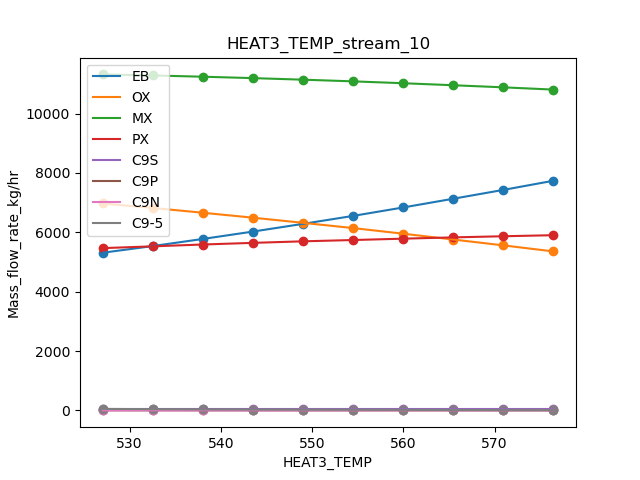 HEAT3_TEMP_stream_10
Mass_flow_rate_kg/hr
10000
8000
6000
4000
2000
0
EB
OX
MX
PX
C9S
C9P
C9N
C9-5
530
540
550
560
570
HEAT3_TEMP